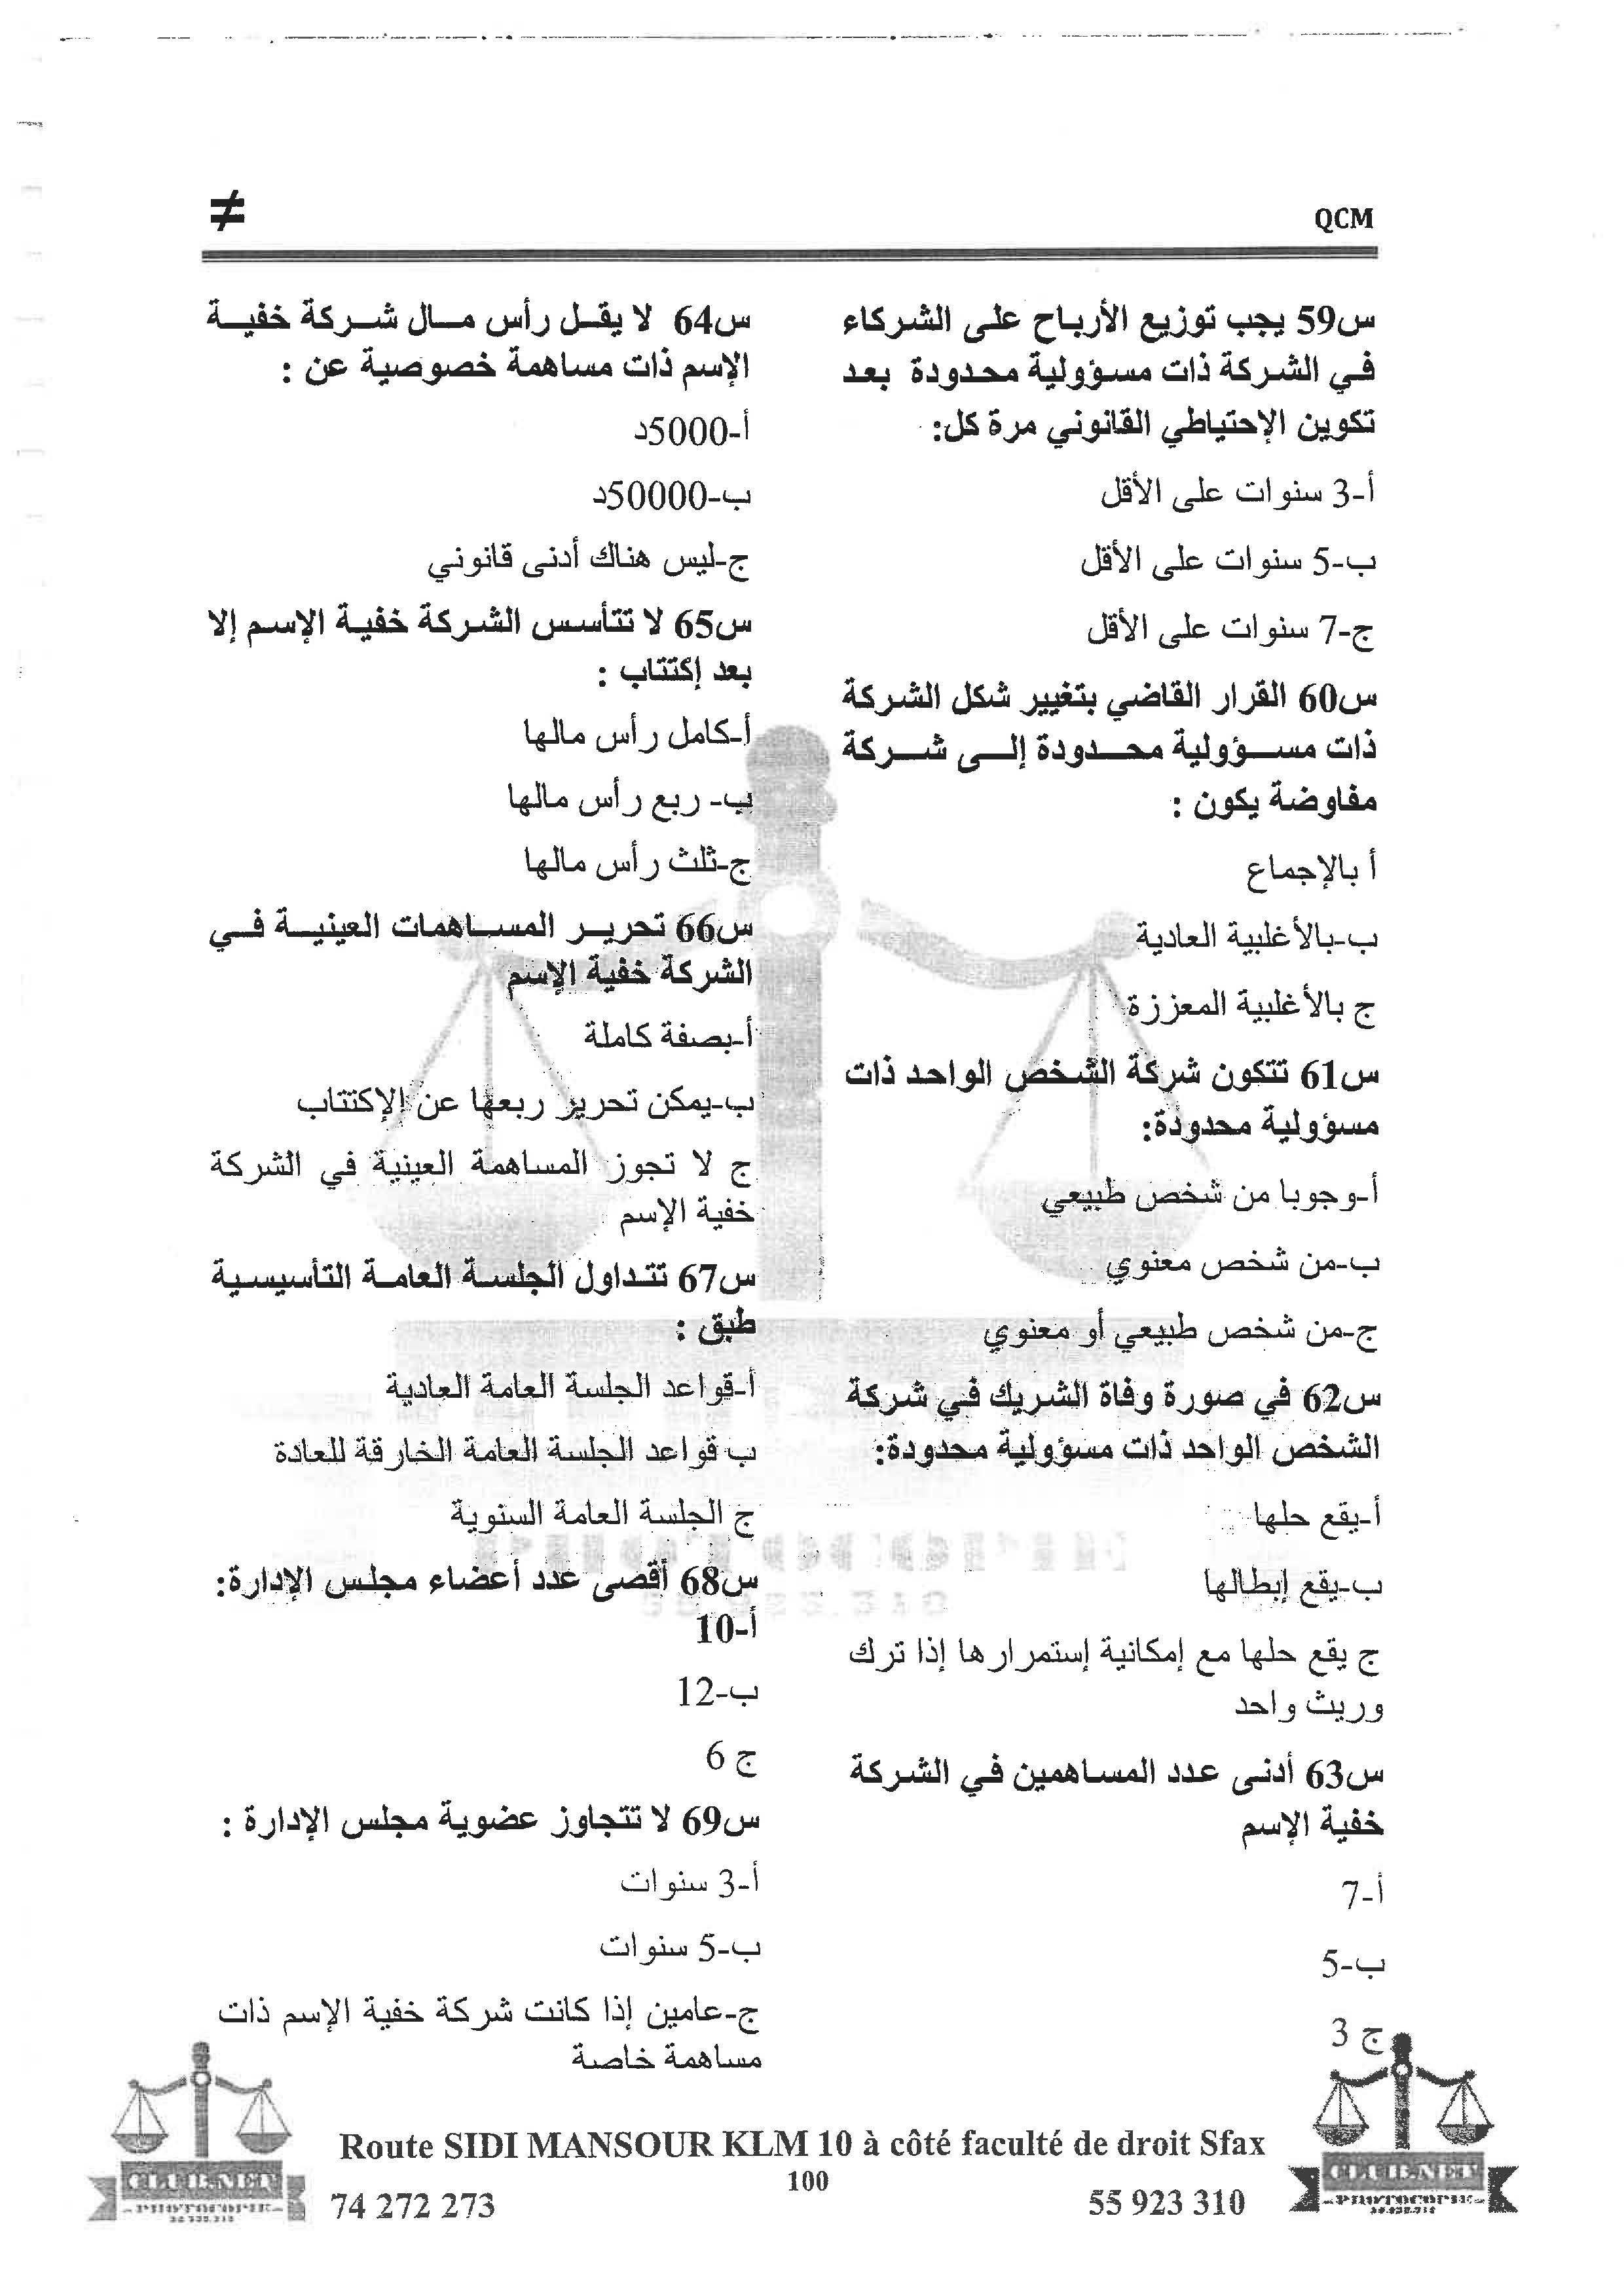 ≠
QCM
س59 يجب توزيع الأرباح على الشركاء
في الشركة ذات مسؤولية محدودة بعد
تكوين الإحتياطي القانوني مرة كل:
أ-3 سنوات على الأقل
ب-5 سنوات على الأقل
ج-7 سنوات على الأقل
س60 القرار القاضي بتغيير شكل الشركة
ذات مسؤولية محدودة إلى شركة
مفاوضة يكون :
أ بالإجماع
ب-بالأغلبية العادية
ج بالأغلبية المعززة
س61 تتكون شركة الشخص الواحد ذات
مسؤولية محدودة:
أ-وجوبا من شخص طبيعي
ب-من شخص معنوي
ج-من شخص طبيعي أو معنوي
س62 في صورة وفاة الشريك في شركة
الشخص الواحد ذات مسؤولية محدودة:
أ-يقع حلها
ب-يقع إبطالها
ج يقع حلها مع إمكانية إستمرارها إذا ترك
وريث واحد
س63 أدنى عدد المساهمين في الشركة
خفية الإسم
أ-7
ب-5
ج 3
س64 لا يقل رأس مال شركة خفية
الإسم ذات مساهمة خصوصية عن :
أ-5000د
ب-50000د
ج-ليس هناك أدنى قانوني
س65 لا تتأسس الشركة خفية الإسم إلا
بعد إكتتاب :
أ-كامل رأس مالها
ب- ربع رأس مالها
ج-ثلث رأس مالها
س66 تحرير المساهمات العينية في
الشركة خفية الإسم
أ-بصفة كاملة
ب-يمكن تحرير ربعها عن الإكتتاب
ج لا تجوز المساهمة العينية في الشركة
خفية الإسم
س67 تتداول الجلسة العامة التأسيسية
طبق :
أ-قواعد الجلسة العامة العادية
ب قواعد الجلسة العامة الخارقة للعادة
ج الجلسة العامة السنوية
س68 أقصى عدد أعضاء مجلس الإدارة:
أ-10
ب-12
ج 6
س69 لا تتجاوز عضوية مجلس الإدارة :
أ-3 سنوات
ب-5 سنوات
ج-عامين إذا كانت شركة خفية الإسم ذات
مساهمة خاصة
Route SIDI MANSOUR KLM 10 à côté faculté de droit Sfax
100
74 272 273
55 923 310
CLUB.NET
PHOTOCOPIE
CLUB.NET
PHOTOCOPIE